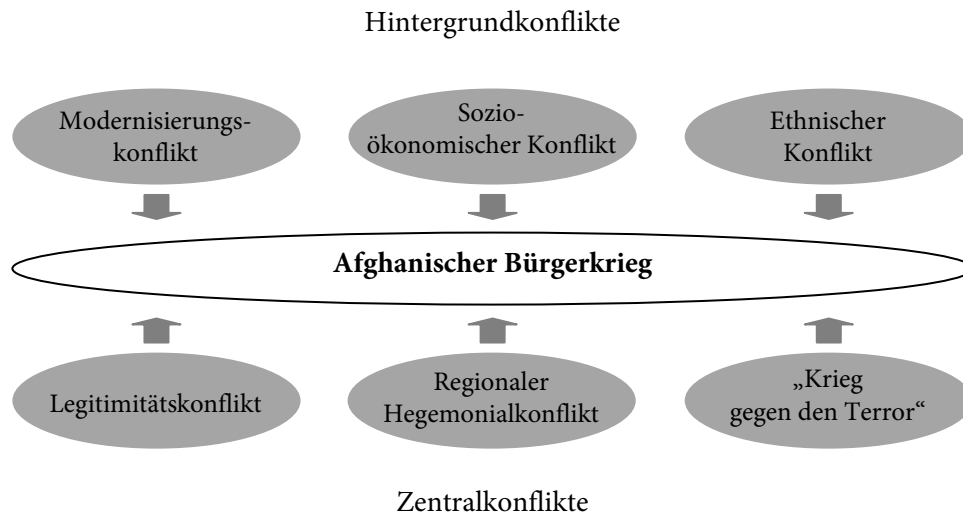 Hintergrundkonflikte
Modernisierungs-
konflikt
Sozio-
ökonomischer Konflikt
Ethnischer
Konflikt
Afghanischer Bürgerkrieg
Legitimitätskonflikt
Regionaler
Hegemonialkonflikt
„Krieg
gegen den Terror“
Zentralkonflikte